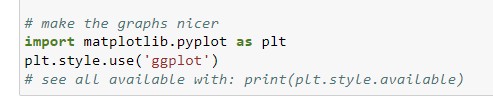 # make the graphs nicer
import matplotlib.pyplot as plt
plt.style.use('ggplot')
# see all available with: print(plt.style.available)